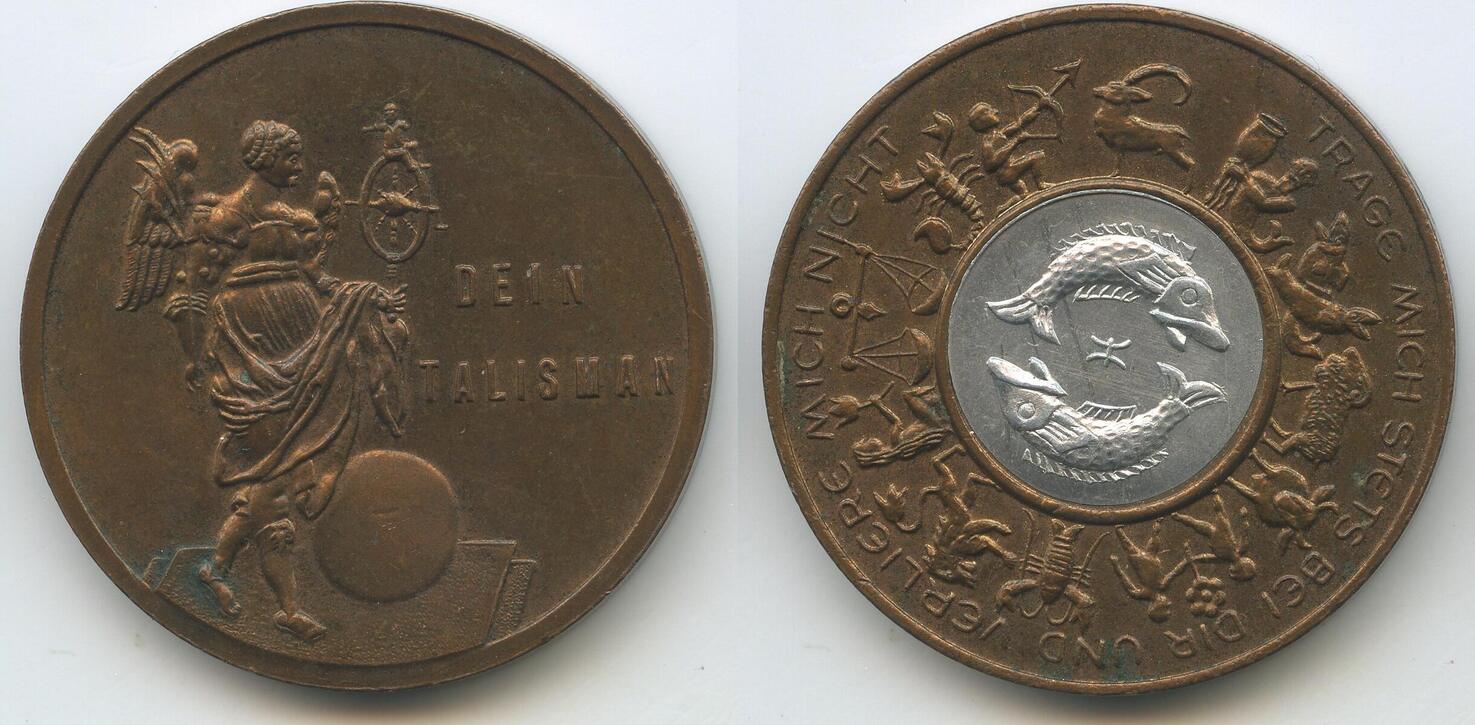 DEIN
TALISMAN
TRAGE MICH STETS BEI DIR UND VERLIERE MICH NICHT
♓